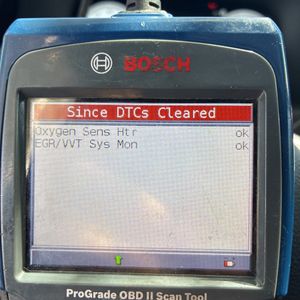 BOSCH
Since DTCs Cleared
Oxygen Sens Htr ok
EGR/VVT Sys Mon ok
ProGrade OBD II Scan Tool